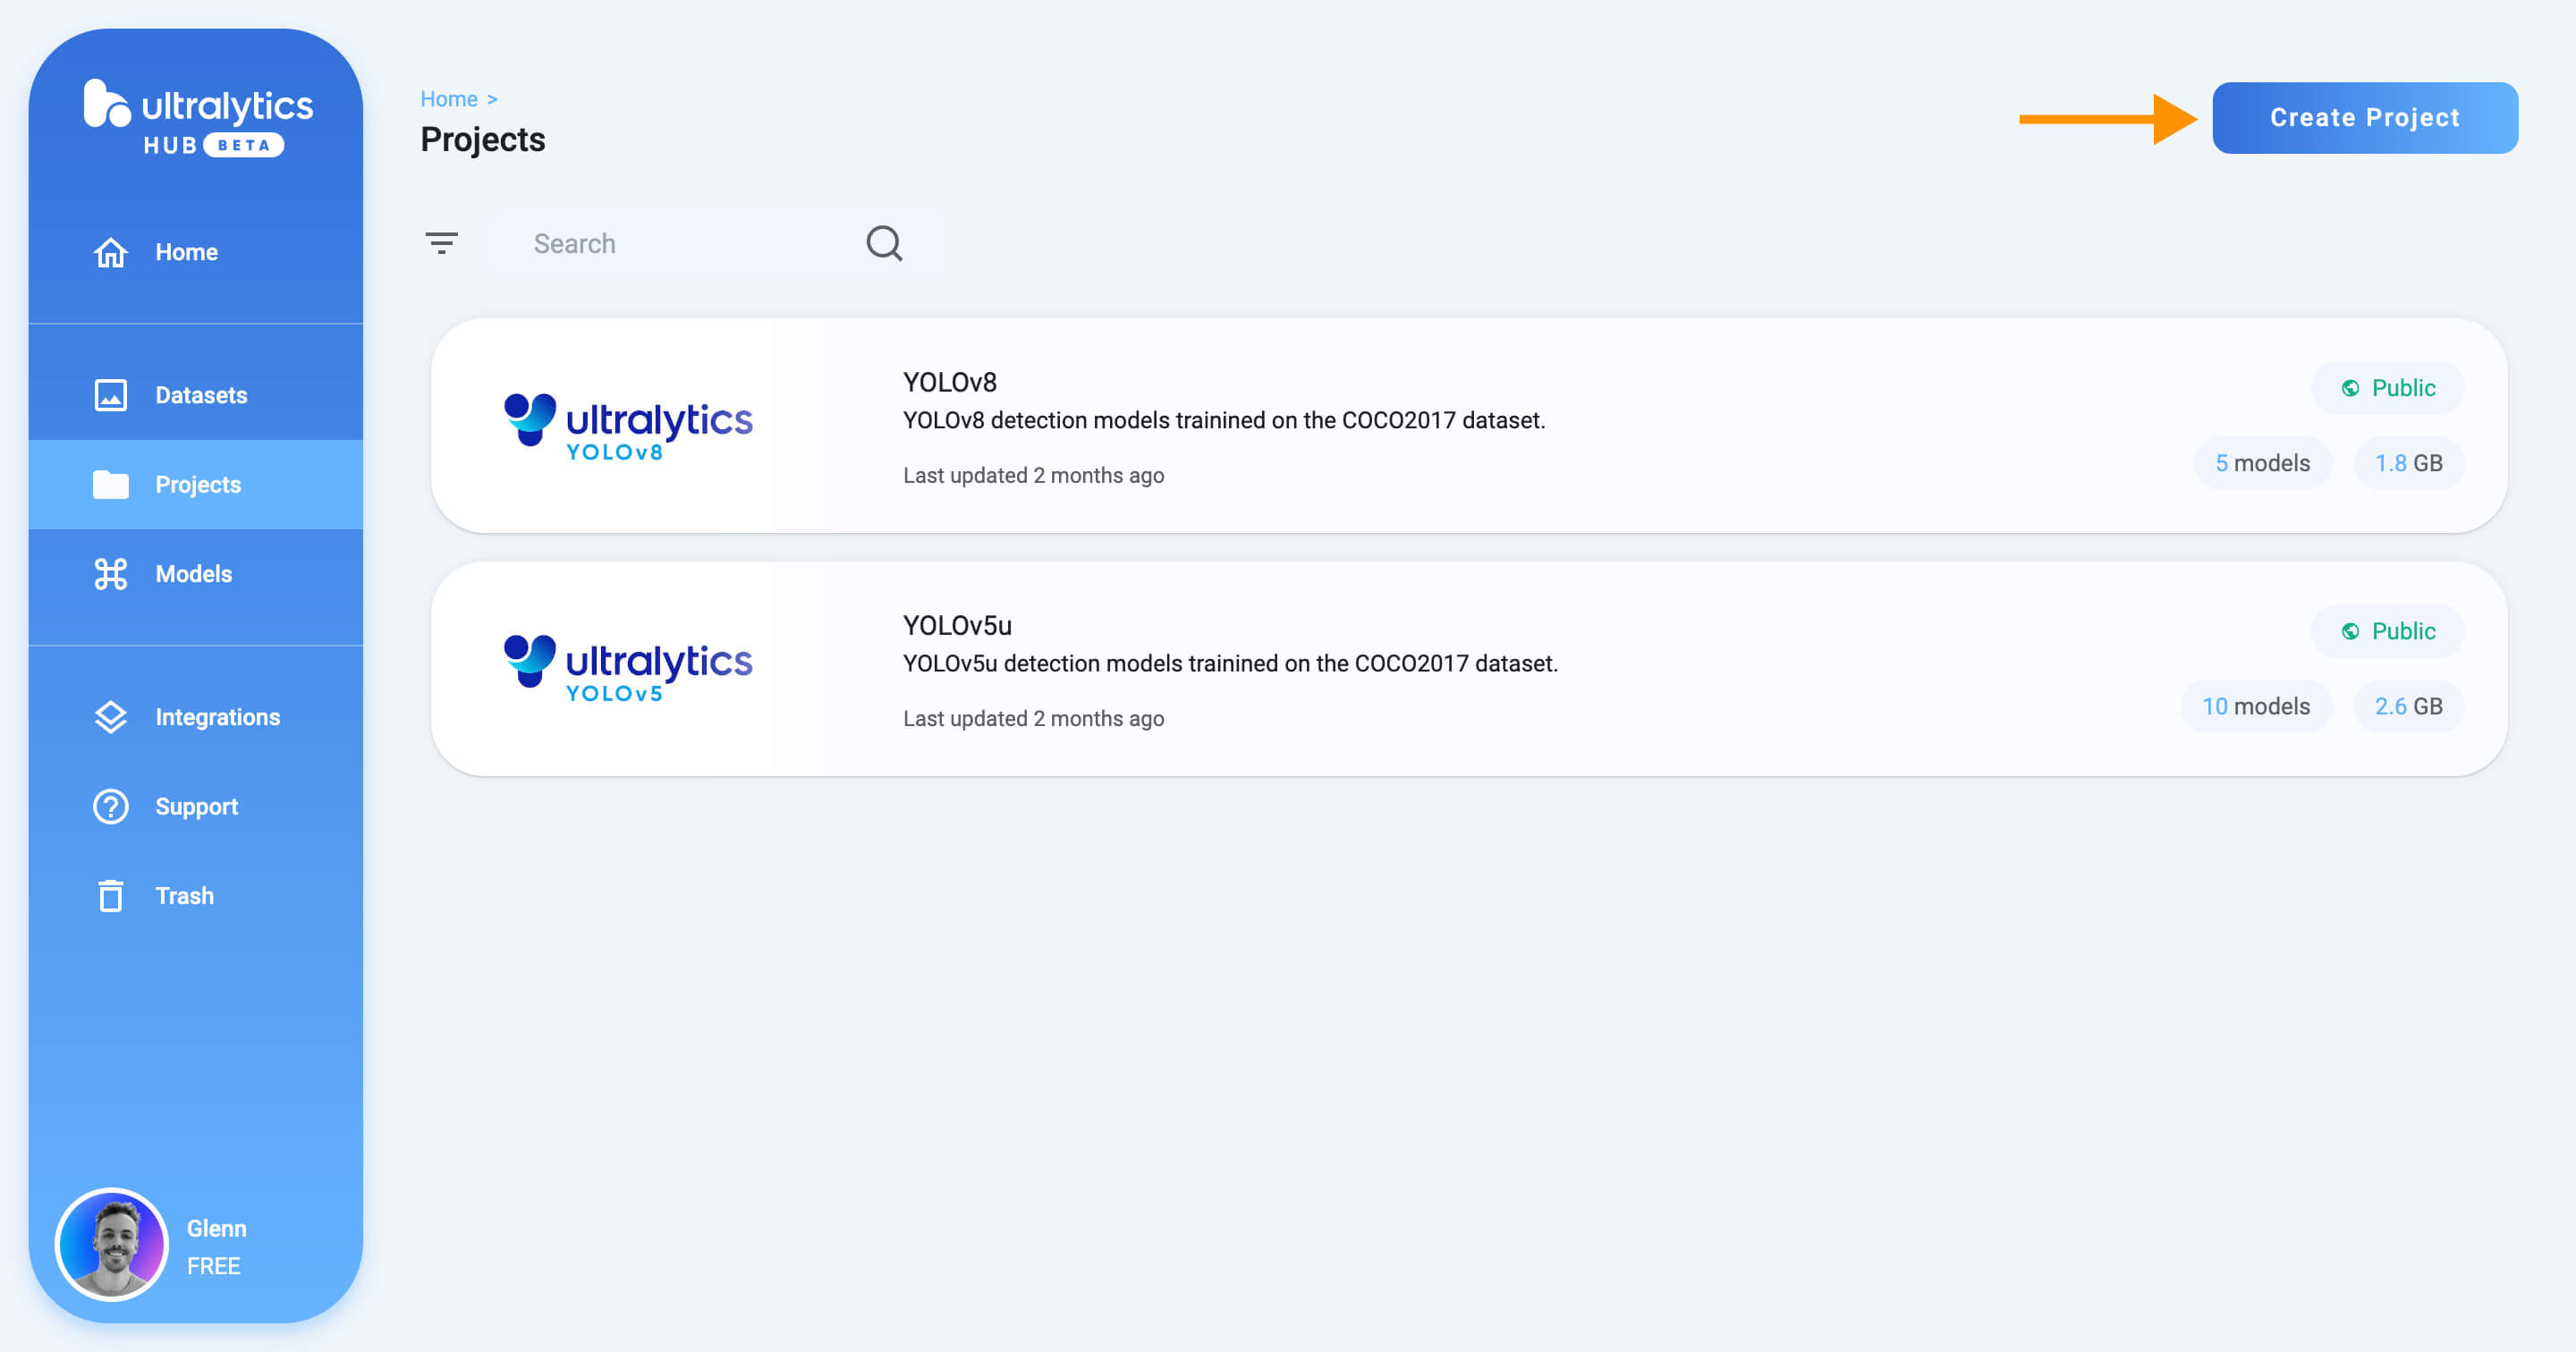 ultralytics
HUB BETA
Home
Datasets
Projects
Models
Integrations
Support
Trash
Glenn
FREE
Home >
Projects
Create Project
Search
ultralytics
YOLOv8
YOLOv8
YOLOv8 detection models trainined on the COCO2017 dataset.
Last updated 2 months ago
Public
5 models
1.8 GB
ultralytics
YOLOv5
YOLOv5u
YOLOv5u detection models trainined on the COCO2017 dataset.
Last updated 2 months ago
Public
10 models
2.6 GB